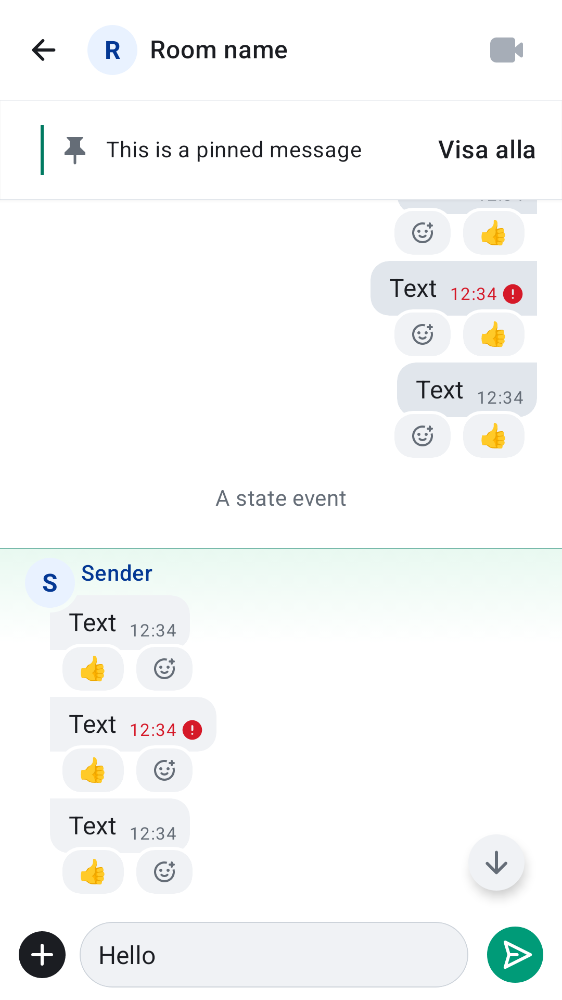 R Room name
This is a pinned message Visa alla
Text 12:34
Text 12:34
A state event
S Sender
Text 12:34
Text 12:34
Text 12:34
Hello